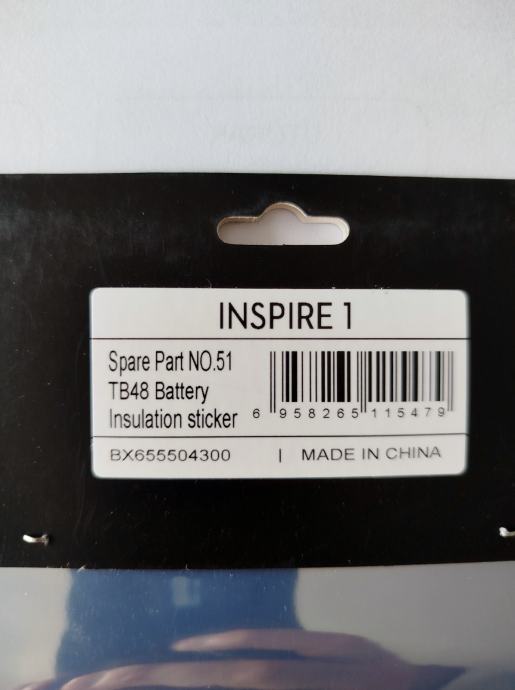 INSPIRE 1
Spare Part NO.51
TB48 Battery
Insulation sticker
6 958265 115479
BX655504300 | MADE IN CHINA